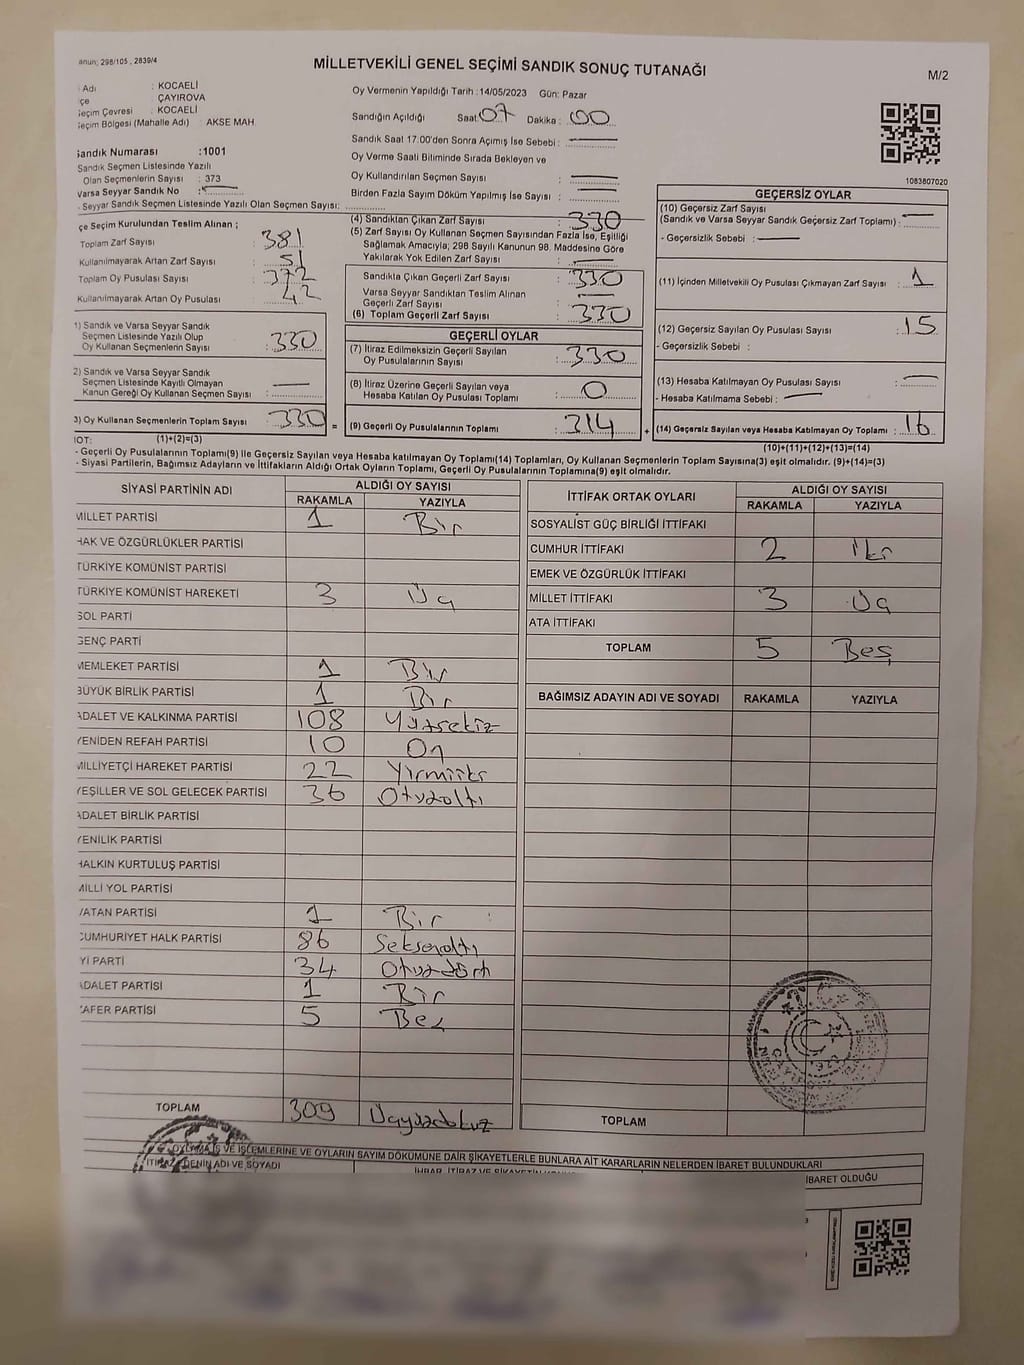 anun; 298/105 , 2839/4
MİLLETVEKİLİ GENEL SEÇİMİ SANDIK SONUÇ TUTANAĞI
M/2
Adı : KOCAELİ
çe : ÇAYIROVA
eçim Çevresi : KOCAELİ
eçim Bölgesi (Mahalle Adı) : AKSE MAH
Oy Vermenin Yapıldığı Tarih :14/05/2023 Gün: Pazar
Sandığın Açıldığı Saat 07 Dakika : 00
Sandık Saat 17:00'den Sonra Açımış İse Sebebi :
Oy Verme Saati Bitiminde Sırada Bekleyen ve
Oy Kullandırılan Seçmen Sayısı :
Birden Fazla Sayım Döküm Yapılmış İse Sayısı :
1083807020
Sandık Numarası :1001
Sandık Seçmen Listesinde Yazılı
Olan Seçmenlerin Sayısı : 373
Varsa Seyyar Sandık No :
- Seyyar Sandık Seçmen Listesinde Yazılı Olan Seçmen Sayısı:
çe Seçim Kurulundan Teslim Alınan ;
Toplam Zarf Sayısı : 381
Kullanılmayarak Artan Zarf Sayısı : 51
Toplam Oy Pusulası Sayısı : 372
Kullanılmayarak Artan Oy Pusulası : 42
1) Sandık ve Varsa Seyyar Sandık
Seçmen Listesinde Yazılı Olup
Oy Kullanan Seçmenlerin Sayısı : 330
2) Sandık ve Varsa Seyyar Sandık
Seçmen Listesinde Kayıtlı Olmayan
Kanun Gereği Oy Kullanan Seçmen Sayısı :
3) Oy Kullanan Seçmenlerin Toplam Sayısı : 330 =
(4) Sandıktan Çıkan Zarf Sayısı : 330
(5) Zarf Sayısı Oy Kullanan Seçmen Sayısından Fazla İse, Eşitliği
Sağlamak Amacıyla; 298 Sayılı Kanunun 98. Maddesine Göre
Yakılarak Yok Edilen Zarf Sayısı :
Sandıkta Çıkan Geçerli Zarf Sayısı : 330
Varsa Seyyar Sandıktan Teslim Alınan
Geçerli Zarf Sayısı :
(6) Toplam Geçerli Zarf Sayısı : 330
GEÇERLİ OYLAR
(7) İtiraz Edilmeksizin Geçerli Sayılan
Oy Pusulalarının Sayısı : 330
(8) İtiraz Üzerine Geçerli Sayılan veya
Hesaba Katılan Oy Pusulası Toplamı : 0
(9) Geçerli Oy Pusulalarının Toplamı : 314 +
GEÇERSİZ OYLAR
(10) Geçersiz Zarf Sayısı
(Sandık ve Varsa Seyyar Sandık Geçersiz Zarf Toplamı) :
- Geçersizlik Sebebi :
(11) İçinden Milletvekili Oy Pusulası Çıkmayan Zarf Sayısı : 1
(12) Geçersiz Sayılan Oy Pusulası Sayısı : 15
- Geçersizlik Sebebi :
(13) Hesaba Katılmayan Oy Pusulası Sayısı :
- Hesaba Katılmama Sebebi :
(14) Geçersiz Sayılan veya Hesaba Katılmayan Oy Toplamı : 16
IOT: (1)+(2)=(3)
(10)+(11)+(12)+(13)=(14)
- Geçerli Oy Pusulalarının Toplamı(9) İle Geçersiz Sayılan veya Hesaba katılmayan Oy Toplamı(14) Toplamları, Oy Kullanan Seçmenlerin Toplam Sayısına(3) eşit olmalıdır. (9)+(14)=(3)
- Siyasi Partilerin, Bağımsız Adayların ve İttifakların Aldığı Ortak Oyların Toplamı, Geçerli Oy Pusulalarının Toplamına(9) eşit olmalıdır.
SİYASİ PARTİNİN ADI ALDIĞI OY SAYISI
RAKAMLA YAZIYLA
MİLLET PARTİSİ 1 Bir
HAK VE ÖZGÜRLÜKLER PARTİSİ
TÜRKİYE KOMÜNİST PARTİSİ
TÜRKİYE KOMÜNİST HAREKETİ 3 Üç
SOL PARTİ
GENÇ PARTİ
MEMLEKET PARTİSİ 1 Bir
BÜYÜK BİRLİK PARTİSİ 1 Bir
ADALET VE KALKINMA PARTİSİ 108 Yüzsekiz
YENİDEN REFAH PARTİSİ 10 On
MİLLİYETÇİ HAREKET PARTİSİ 22 Yirmiiki
YEŞİLLER VE SOL GELECEK PARTİSİ 36 Otuzaltı
ADALET BİRLİK PARTİSİ
YENİLİK PARTİSİ
HALKIN KURTULUŞ PARTİSİ
MİLLİ YOL PARTİSİ
VATAN PARTİSİ 1 Bir
CUMHURİYET HALK PARTİSİ 86 Seksenaltı
Yİ PARTİ 34 Otuzdört
ADALET PARTİSİ 1 Bir
ZAFER PARTİSİ 5 Beş
TOPLAM 309 Üçyüzdokuz
İTTİFAK ORTAK OYLARI ALDIĞI OY SAYISI
RAKAMLA YAZIYLA
SOSYALİST GÜÇ BİRLİĞİ İTTİFAKI
CUMHUR İTTİFAKI 2 İki
EMEK VE ÖZGÜRLÜK İTTİFAKI
MİLLET İTTİFAKI 3 Üç
ATA İTTİFAKI
TOPLAM 5 Beş
BAĞIMSIZ ADAYIN ADI VE SOYADI RAKAMLA YAZIYLA
TOPLAM
OYLAMA İŞ VE İŞLEMLERİNE VE OYLARIN SAYIM DÖKÜMÜNE DAİR ŞİKAYETLERLE BUNLARA AİT KARARLARIN NELERDEN İBARET BULUNDUKLARI
İTİRAZ EDENİN ADI VE SOYADI
İHBAR, İTİRAZ VE ŞİKAYETİN
İBARET OLDUĞU